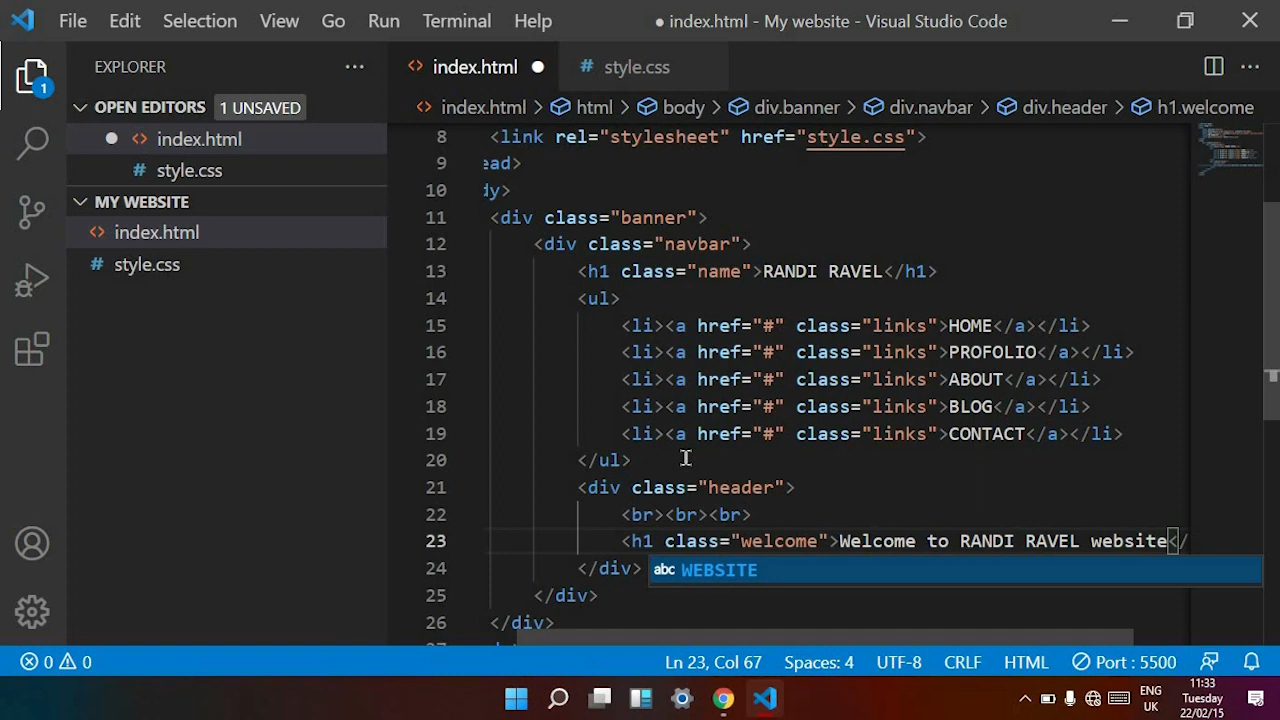 File Edit Selection View Go Run Terminal Help ● index.html - My website - Visual Studio Code
EXPLORER ...
index.html ●
# style.css
OPEN EDITORS 1 UNSAVED
● index.html
# style.css
MY WEBSITE
index.html
# style.css
1
index.html > html > body > div.banner > div.navbar > div.header > h1.welcome
8 <link rel="stylesheet" href="style.css">
9 ead>
10 dy>
11 <div class="banner">
12 <div class="navbar">
13 <h1 class="name">RANDI RAVEL</h1>
14 <ul>
15 <li><a href="#" class="links">HOME</a></li>
16 <li><a href="#" class="links">PROFOLIO</a></li>
17 <li><a href="#" class="links">ABOUT</a></li>
18 <li><a href="#" class="links">BLOG</a></li>
19 <li><a href="#" class="links">CONTACT</a></li>
20 </ul>
21 <div class="header">
22 <br><br><br>
23 <h1 class="welcome">Welcome to RANDI RAVEL website</
abc WEBSITE
24 </div>
25 </div>
26 </div>
0 0 Ln 23, Col 67 Spaces: 4 UTF-8 CRLF HTML Port : 5500
ENG
UK
11:33
Tuesday
22/02/15